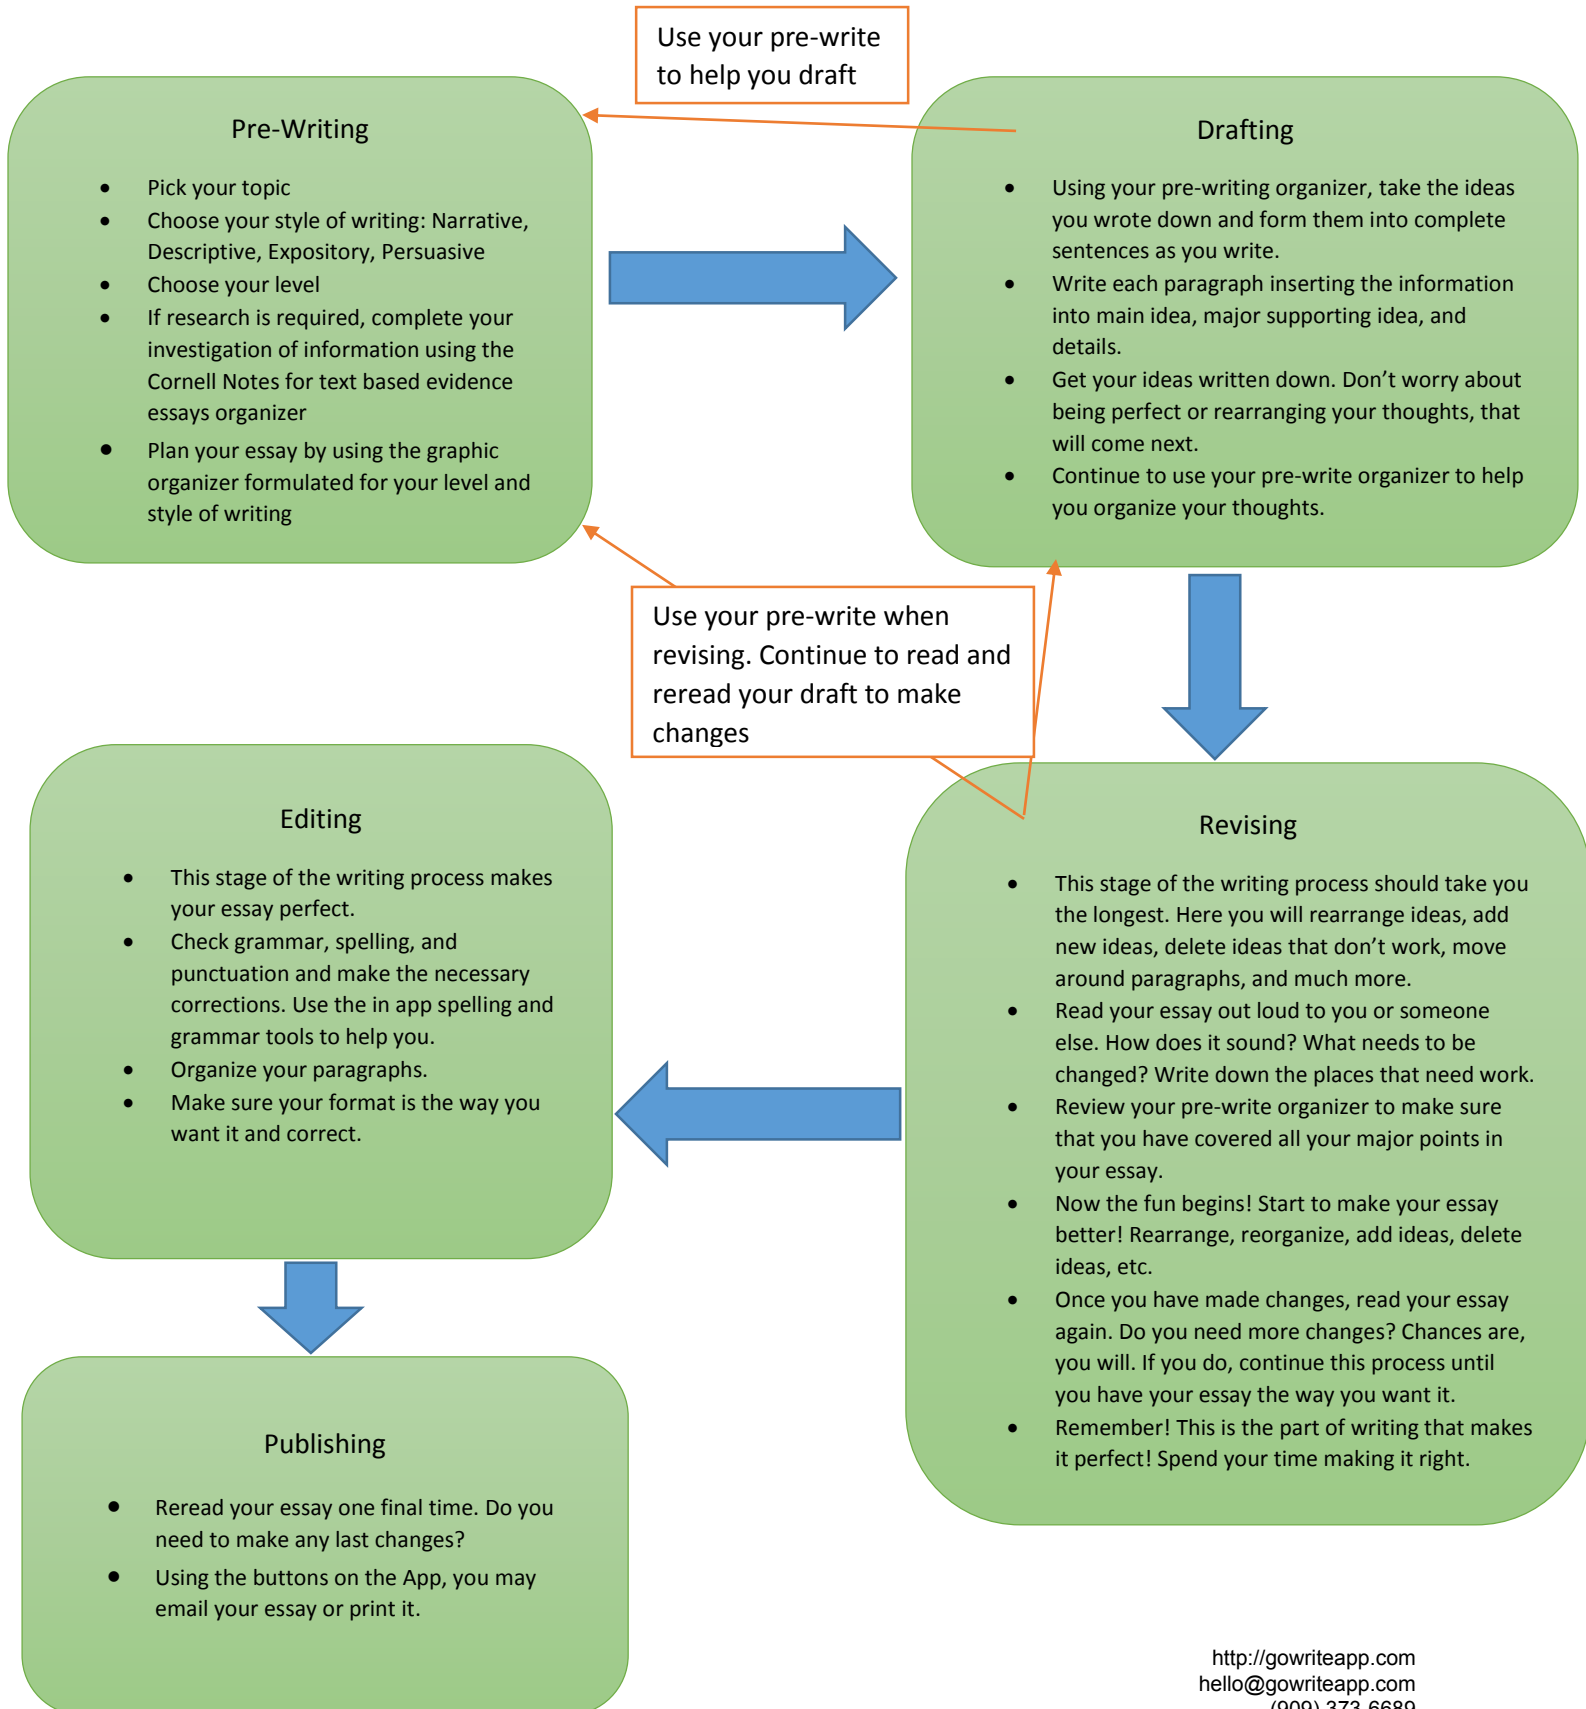 Use your pre-write
to help you draft
Pre-Writing
• Pick your topic
• Choose your style of writing: Narrative,
Descriptive, Expository, Persuasive
• Choose your level
• If research is required, complete your
investigation of information using the
Cornell Notes for text based evidence
essays organizer
• Plan your essay by using the graphic
organizer formulated for your level and
style of writing
Drafting
• Using your pre-writing organizer, take the ideas
you wrote down and form them into complete
sentences as you write.
• Write each paragraph inserting the information
into main idea, major supporting idea, and
details.
• Get your ideas written down. Don’t worry about
being perfect or rearranging your thoughts, that
will come next.
• Continue to use your pre-write organizer to help
you organize your thoughts.
Use your pre-write when
revising. Continue to read and
reread your draft to make
changes
Revising
• This stage of the writing process should take you
the longest. Here you will rearrange ideas, add
new ideas, delete ideas that don’t work, move
around paragraphs, and much more.
• Read your essay out loud to you or someone
else. How does it sound? What needs to be
changed? Write down the places that need work.
• Review your pre-write organizer to make sure
that you have covered all your major points in
your essay.
• Now the fun begins! Start to make your essay
better! Rearrange, reorganize, add ideas, delete
ideas, etc.
• Once you have made changes, read your essay
again. Do you need more changes? Chances are,
you will. If you do, continue this process until
you have your essay the way you want it.
• Remember! This is the part of writing that makes
it perfect! Spend your time making it right.
Editing
• This stage of the writing process makes
your essay perfect.
• Check grammar, spelling, and
punctuation and make the necessary
corrections. Use the in app spelling and
grammar tools to help you.
• Organize your paragraphs.
• Make sure your format is the way you
want it and correct.
Publishing
• Reread your essay one final time. Do you
need to make any last changes?
• Using the buttons on the App, you may
email your essay or print it.
http://gowriteapp.com
hello@gowriteapp.com
(909) 373-6689